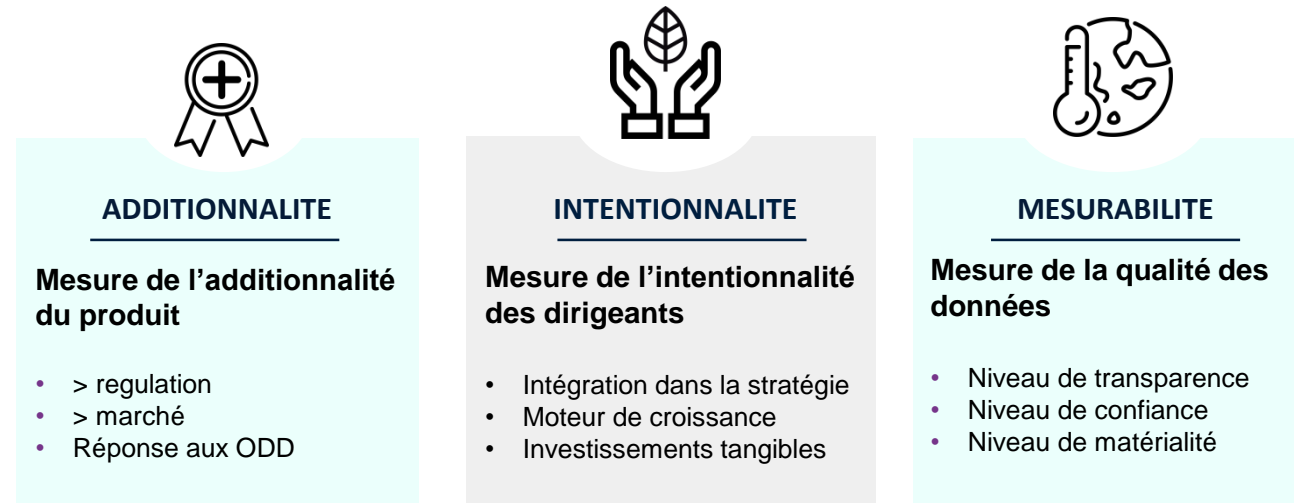 ADDITIONNALITE
Mesure de l’additionnalité
du produit
• > regulation
• > marché
• Réponse aux ODD
INTENTIONNALITE
Mesure de l’intentionnalité
des dirigeants
• Intégration dans la stratégie
• Moteur de croissance
• Investissements tangibles
MESURABILITE
Mesure de la qualité des
données
• Niveau de transparence
• Niveau de confiance
• Niveau de matérialité